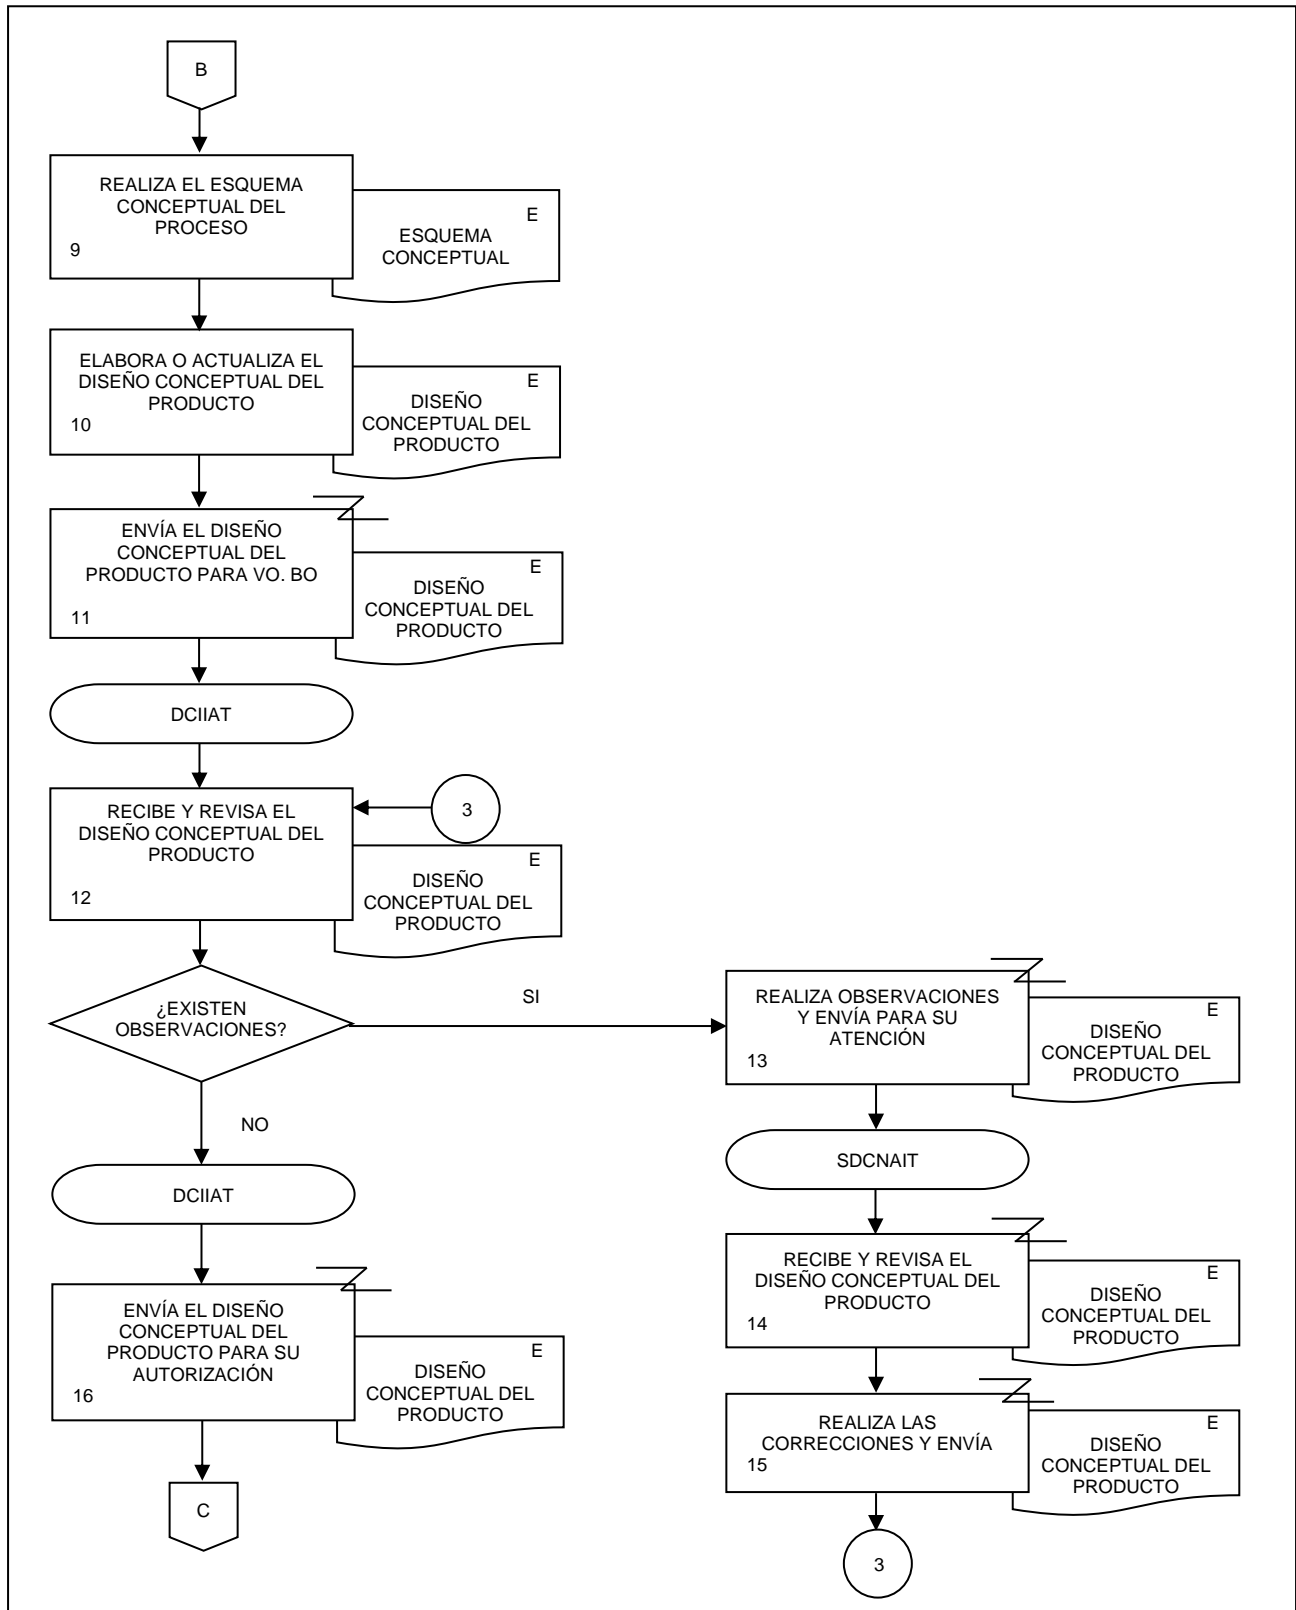 B
REALIZA EL ESQUEMA
CONCEPTUAL DEL
PROCESO
9
E
ESQUEMA
CONCEPTUAL
ELABORA O ACTUALIZA EL
DISEÑO CONCEPTUAL DEL
PRODUCTO
10
E
DISEÑO
CONCEPTUAL DEL
PRODUCTO
ENVÍA EL DISEÑO
CONCEPTUAL DEL
PRODUCTO PARA VO. BO
11
E
DISEÑO
CONCEPTUAL DEL
PRODUCTO
DCIIAT
RECIBE Y REVISA EL
DISEÑO CONCEPTUAL DEL
PRODUCTO
12
3
E
DISEÑO
CONCEPTUAL DEL
PRODUCTO
¿EXISTEN
OBSERVACIONES?
SI
REALIZA OBSERVACIONES
Y ENVÍA PARA SU
ATENCIÓN
13
E
DISEÑO
CONCEPTUAL DEL
PRODUCTO
SDCNAIT
RECIBE Y REVISA EL
DISEÑO CONCEPTUAL DEL
PRODUCTO
14
E
DISEÑO
CONCEPTUAL DEL
PRODUCTO
REALIZA LAS
CORRECCIONES Y ENVÍA
15
E
DISEÑO
CONCEPTUAL DEL
PRODUCTO
3
NO
DCIIAT
ENVÍA EL DISEÑO
CONCEPTUAL DEL
PRODUCTO PARA SU
AUTORIZACIÓN
16
E
DISEÑO
CONCEPTUAL DEL
PRODUCTO
C